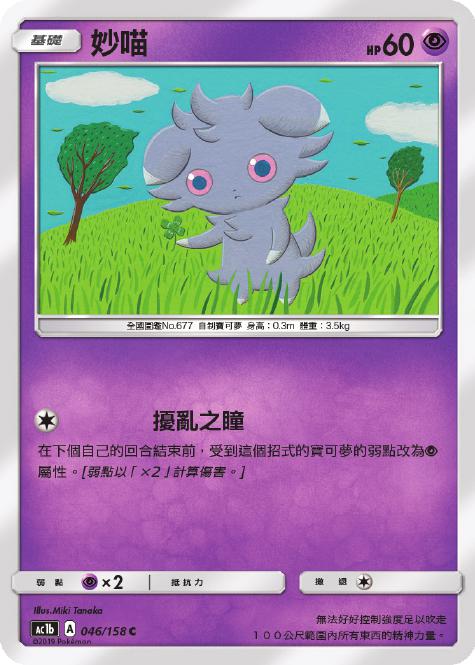 基礎 妙喵 HP60
全國圖鑑No.677 自制寶可夢 身高：0.3m 體重：3.5kg
擾亂之瞳
在下個自己的回合結束前，受到這個招式的寶可夢的弱點改為
屬性。[弱點以「×2」計算傷害。]
弱點 ×2 抵抗力 撤退
Illus.Miki Tanaka
AC1b A 046/158 C
©2019 Pokémon
無法好好控制強度足以吹走
１００公尺範圍內所有東西的精神力量。